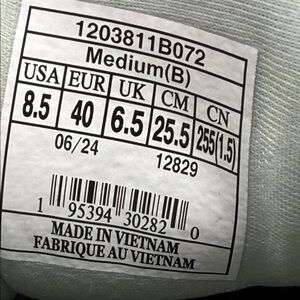 1203811B072
Medium(B)
USA EUR UK CM CN
8.5 40 6.5 25.5 255(1.5)
06/24 12829
1 95394 30282 0
MADE IN VIETNAM
FABRIQUE AU VIETNAM